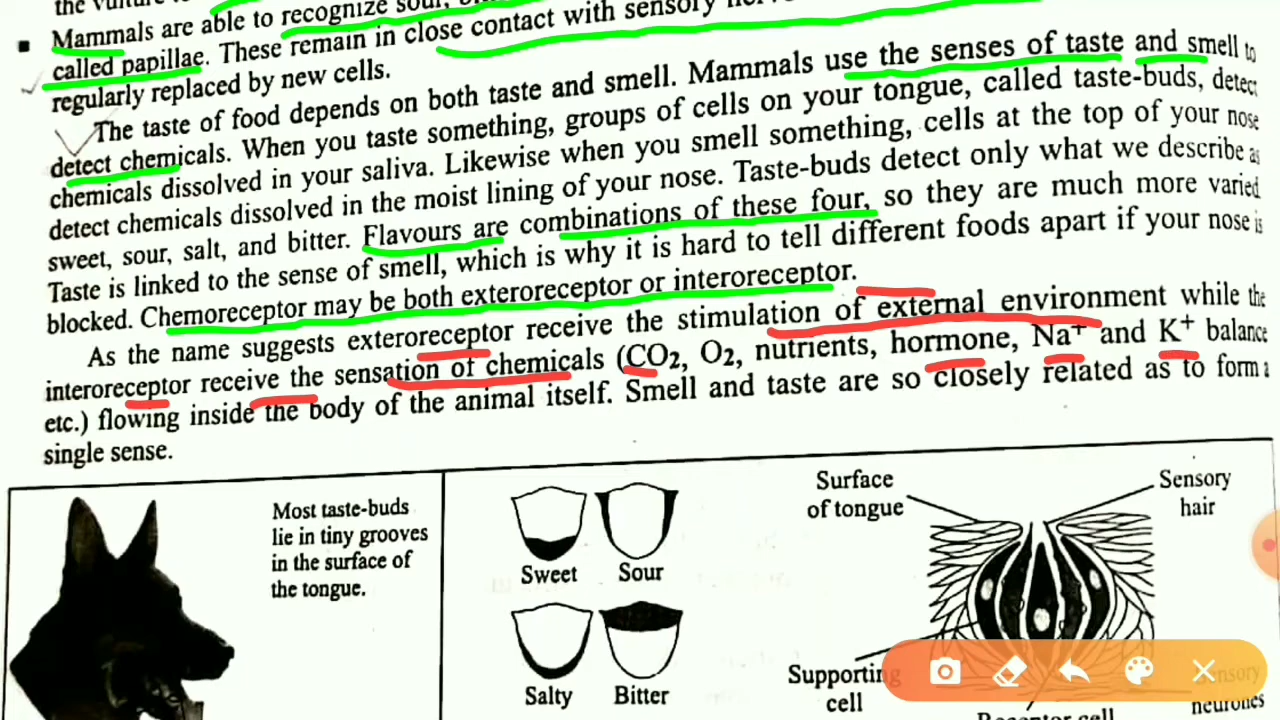 the
Mammals are able to recognize sour,
called papillae. These remain in close contact with sensory
regularly replaced by new cells.
The taste of food depends on both taste and smell. Mammals use the senses of taste and smell to
detect chemicals. When you taste something, groups of cells on your tongue, called taste-buds, detect
chemicals dissolved in your saliva. Likewise when you smell something, cells at the top of your nose
detect chemicals dissolved in the moist lining of your nose. Taste-buds detect only what we describe as
sweet, sour, salt, and bitter. Flavours are combinations of these four, so they are much more varied
Taste is linked to the sense of smell, which is why it is hard to tell different foods apart if your nose is
blocked. Chemoreceptor may be both exteroreceptor or interoreceptor.
As the name suggests exteroreceptor receive the stimulation of external environment while the
interoreceptor receive the sensation of chemicals (CO2, O2, nutrients, hormone, Na⁺ and K⁺ balance
etc.) flowing inside the body of the animal itself. Smell and taste are so closely related as to form a
single sense.
Most taste-buds
lie in tiny grooves
in the surface of
the tongue.
Sweet
Sour
Salty
Bitter
Surface
of tongue
Sensory
hair
Supporting
cell
Receptor cell
Sensory
neurones